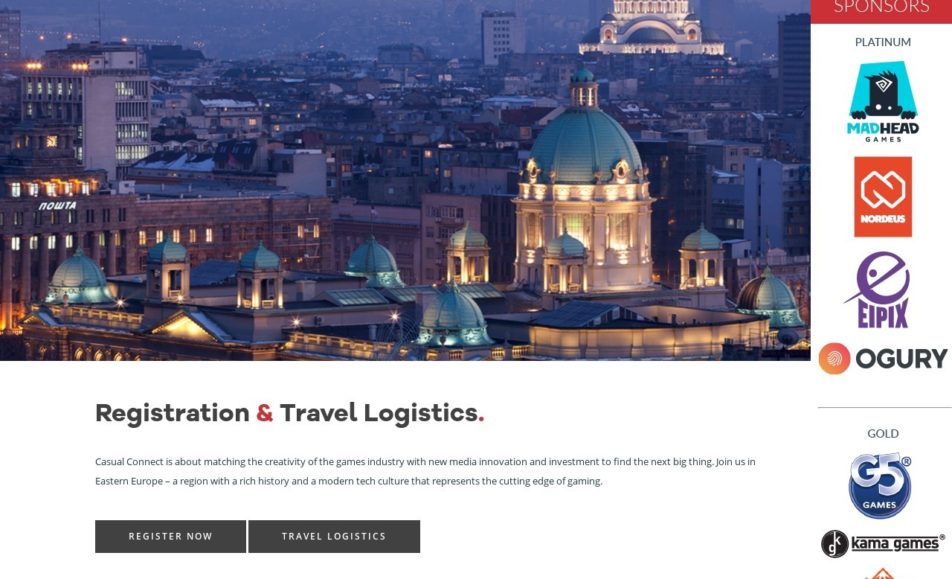 SPONSORS
PLATINUM
MADHEAD
GAMES
NORDEUS
EIPIX
OGURY
ПОШТА
Registration & Travel Logistics.
Casual Connect is about matching the creativity of the games industry with new media innovation and investment to find the next big thing. Join us in
Eastern Europe – a region with a rich history and a modern tech culture that represents the cutting edge of gaming.
REGISTER NOW
TRAVEL LOGISTICS
GOLD
G5®
GAMES
kg kama games®